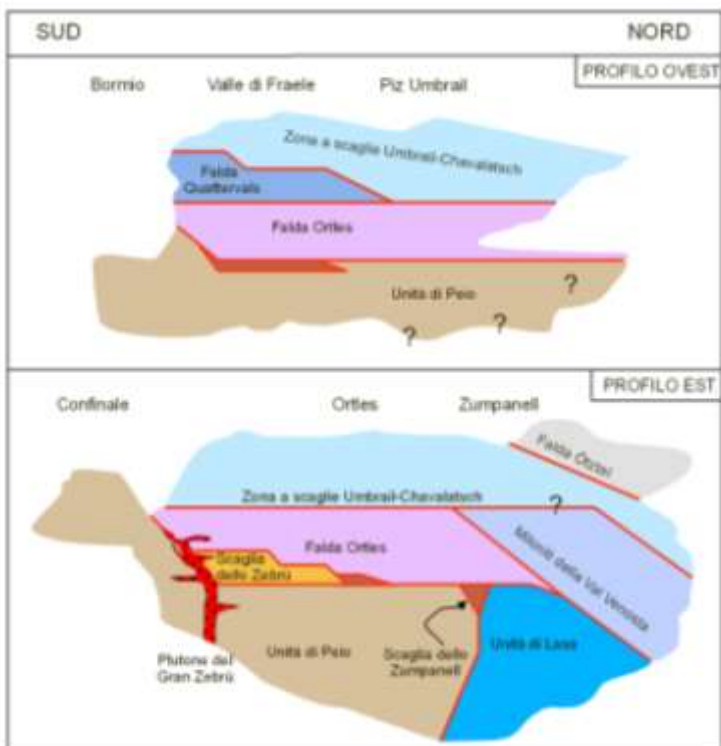 SUD
NORD
PROFILO OVEST
Bormio
Valle di Fraele
Piz Umbrail
Zona a scaglie Umbrail-Chavalatsch
Falda
Quattervals
Falda Ortles
Unità di Peio
?
?
?
PROFILO EST
Confinale
Ortles
Zumpanell
Falda Ötztal
Zona a scaglie Umbrail-Chavalatsch
?
Falda Ortles
Miloniti della Val Venosta
Scaglia
dello Zebrù
Plutone del
Gran Zebrù
Unità di Peio
Scaglia dello
Zumpanell
Unità di Lasa